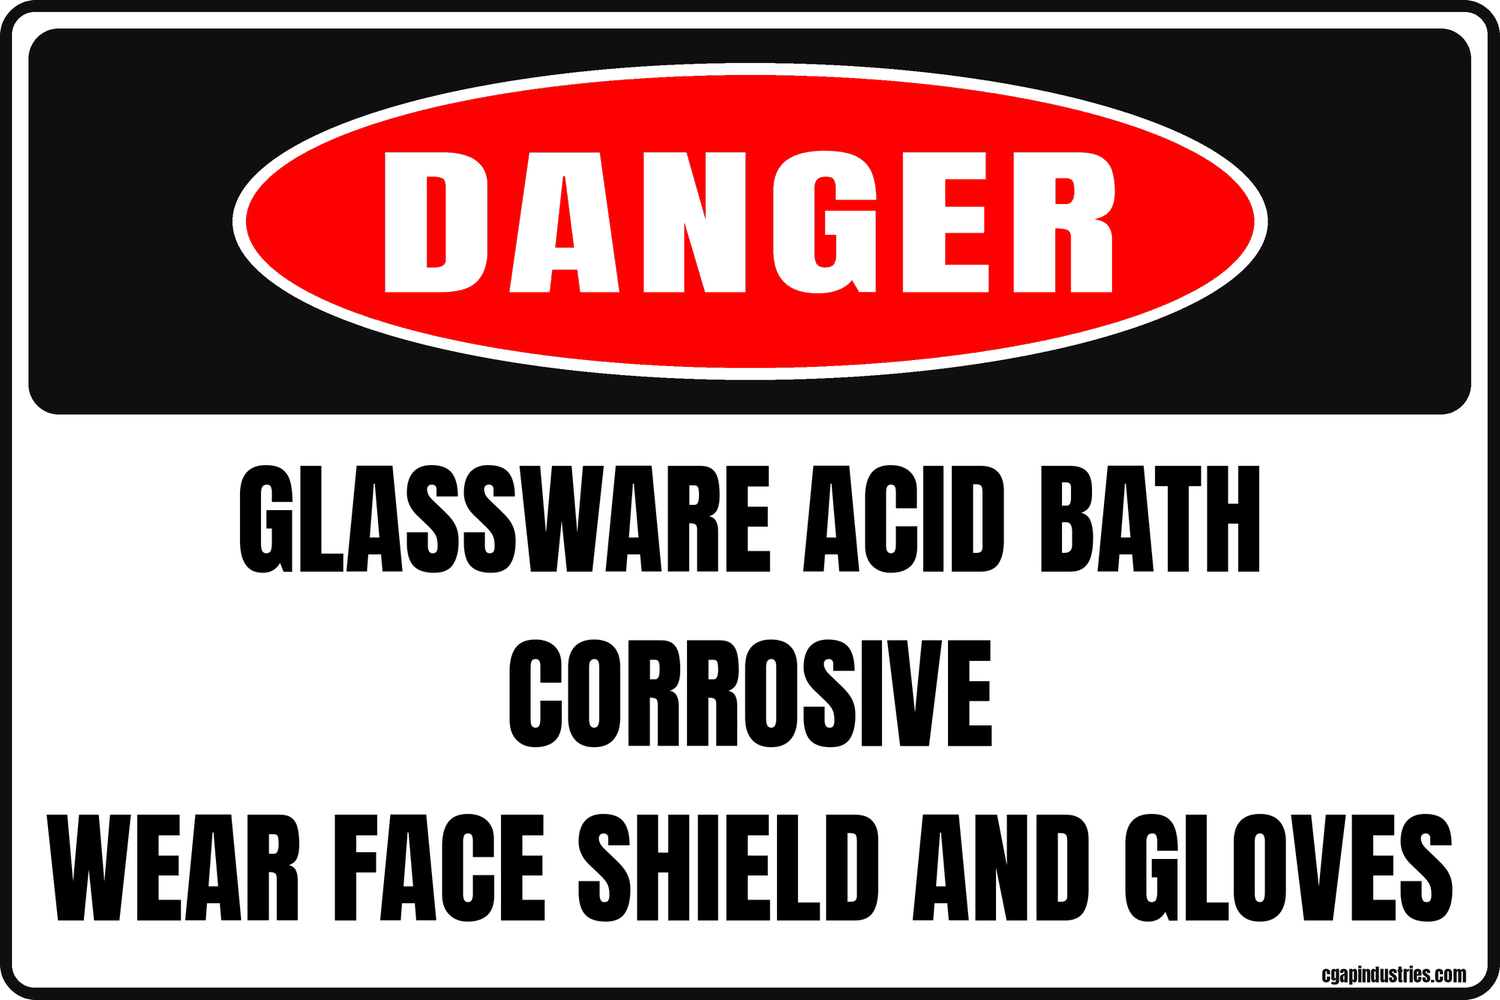 DANGER
GLASSWARE ACID BATH
CORROSIVE
WEAR FACE SHIELD AND GLOVES
cgapindustries.com